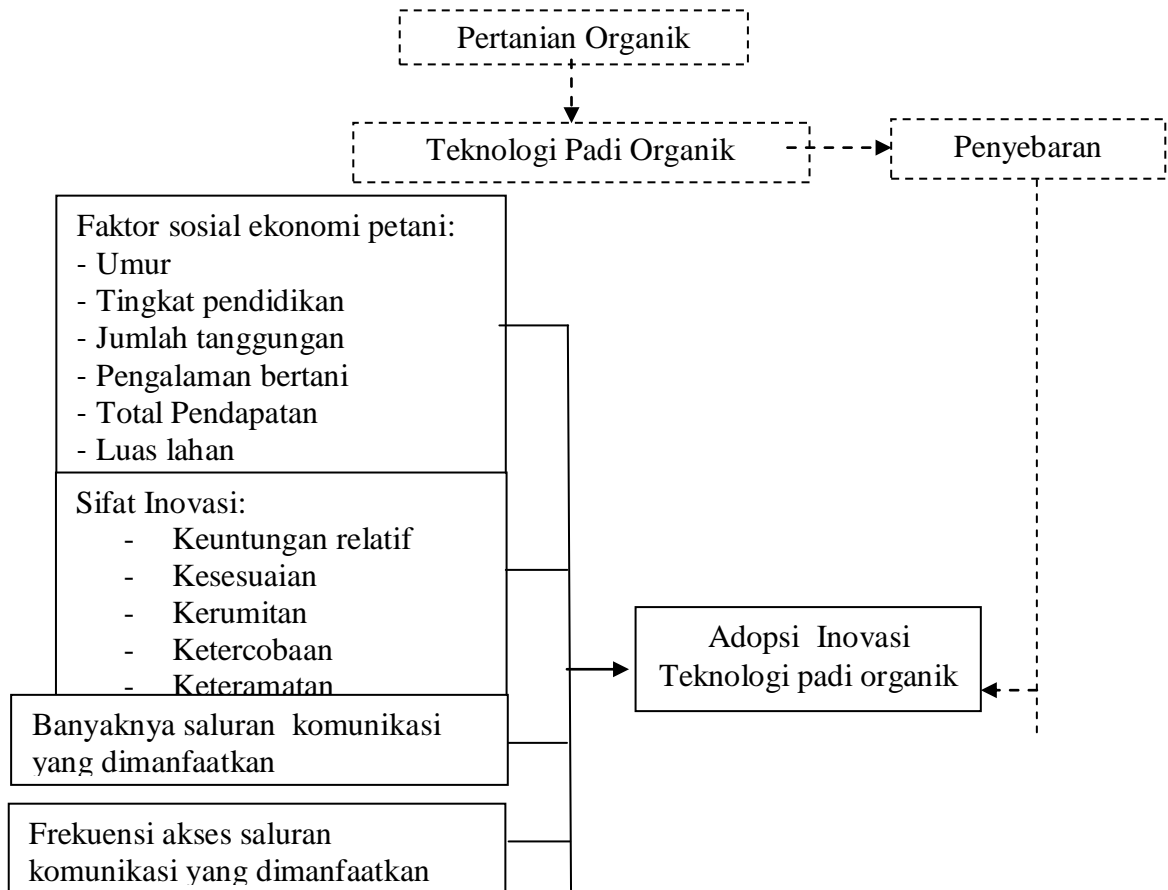 Pertanian Organik
Teknologi Padi Organik
Penyebaran
Faktor sosial ekonomi petani:
- Umur
- Tingkat pendidikan
- Jumlah tanggungan
- Pengalaman bertani
- Total Pendapatan
- Luas lahan
Sifat Inovasi:
- Keuntungan relatif
- Kesesuaian
- Kerumitan
- Ketercobaan
- Keteramatan
Adopsi Inovasi
Teknologi padi organik
Banyaknya saluran komunikasi
yang dimanfaatkan
Frekuensi akses saluran
komunikasi yang dimanfaatkan